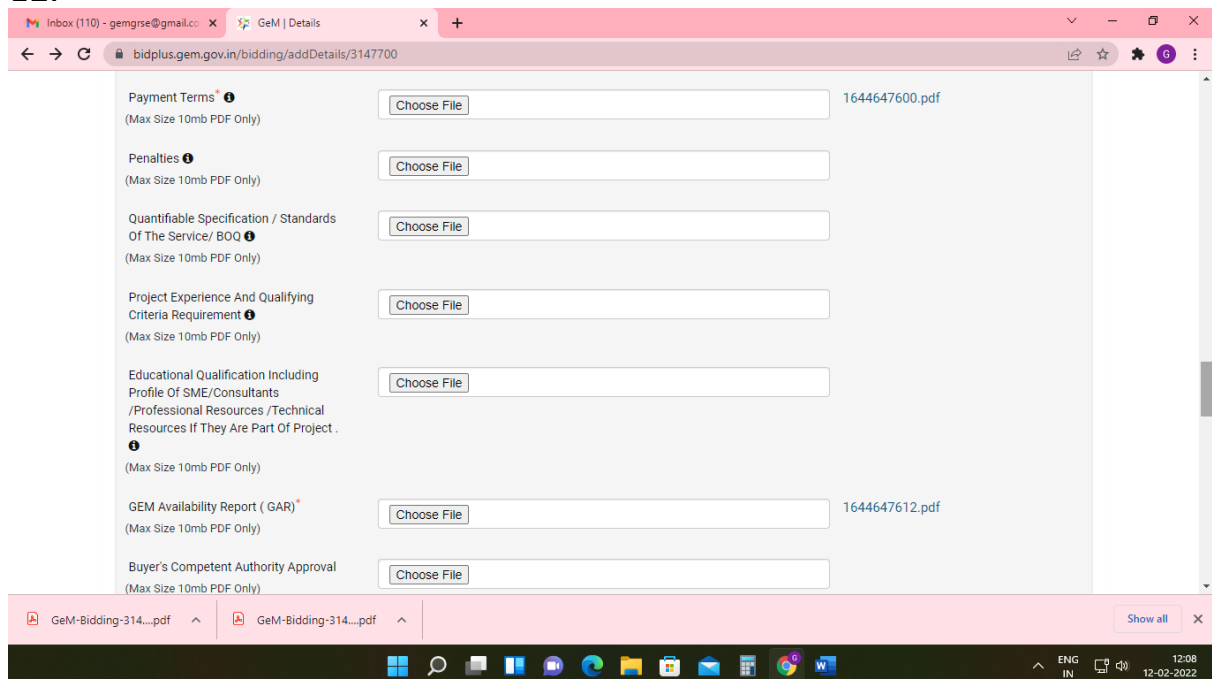 Inbox (110) - gemgrse@gmail.co
GeM | Details
bidplus.gem.gov.in/bidding/addDetails/3147700
G
Payment Terms*
(Max Size 10mb PDF Only)
Choose File
1644647600.pdf
Penalties
(Max Size 10mb PDF Only)
Choose File
Quantifiable Specification / Standards
Of The Service/ BOQ
(Max Size 10mb PDF Only)
Choose File
Project Experience And Qualifying
Criteria Requirement
(Max Size 10mb PDF Only)
Choose File
Educational Qualification Including
Profile Of SME/Consultants
/Professional Resources /Technical
Resources If They Are Part Of Project .
(Max Size 10mb PDF Only)
Choose File
GEM Availability Report ( GAR)*
(Max Size 10mb PDF Only)
Choose File
1644647612.pdf
Buyer's Competent Authority Approval
(Max Size 10mb PDF Only)
Choose File
GeM-Bidding-314....pdf
GeM-Bidding-314....pdf
Show all
ENG
IN
12:08
12-02-2022